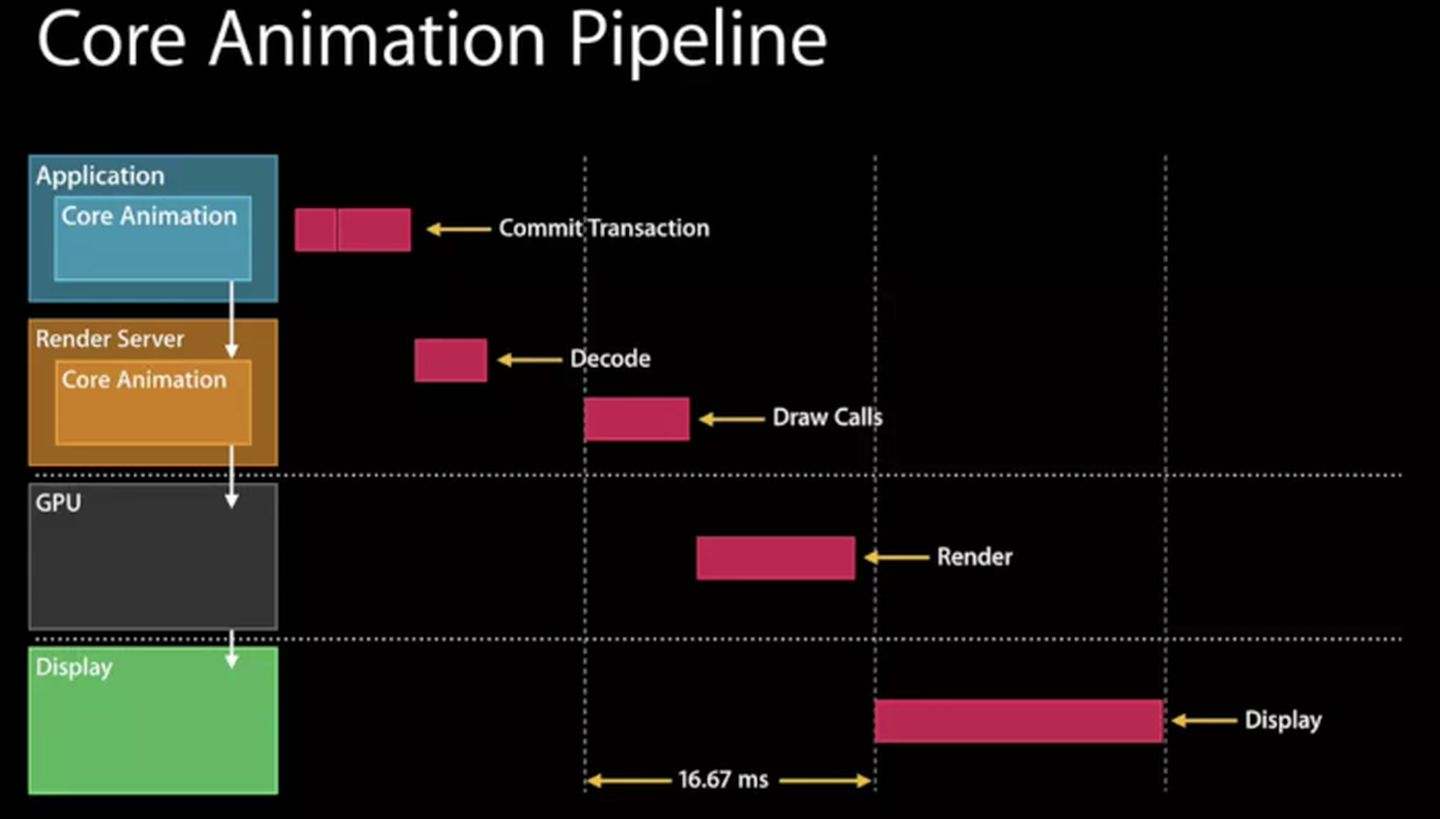 Core Animation Pipeline
Application
Core Animation
Commit Transaction
Render Server
Core Animation
Decode
Draw Calls
GPU
Render
Display
Display
16.67 ms